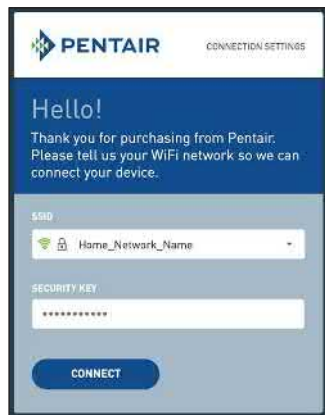 PENTAIR
CONNECTION SETTINGS
Hello!
Thank you for purchasing from Pentair.
Please tell us your WiFi network so we can
connect your device.
SSID
Home_Network_Name
SECURITY KEY
***********
CONNECT